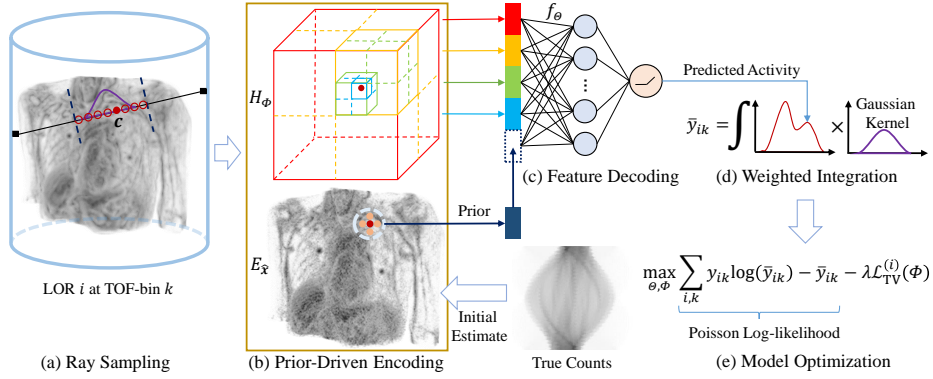 c
LOR i at TOF-bin k
(a) Ray Sampling
H_Φ
E_x̂
Prior
Initial
Estimate
(b) Prior-Driven Encoding
f_Θ
(c) Feature Decoding
True Counts
Predicted Activity
ȳ_ik = ∫ × Gaussian
Kernel
(d) Weighted Integration
max_{Θ,Φ} ∑_{i,k} y_ik log(ȳ_ik) − ȳ_ik − λℒ_TV^(i)(Φ)
Poisson Log-likelihood
(e) Model Optimization